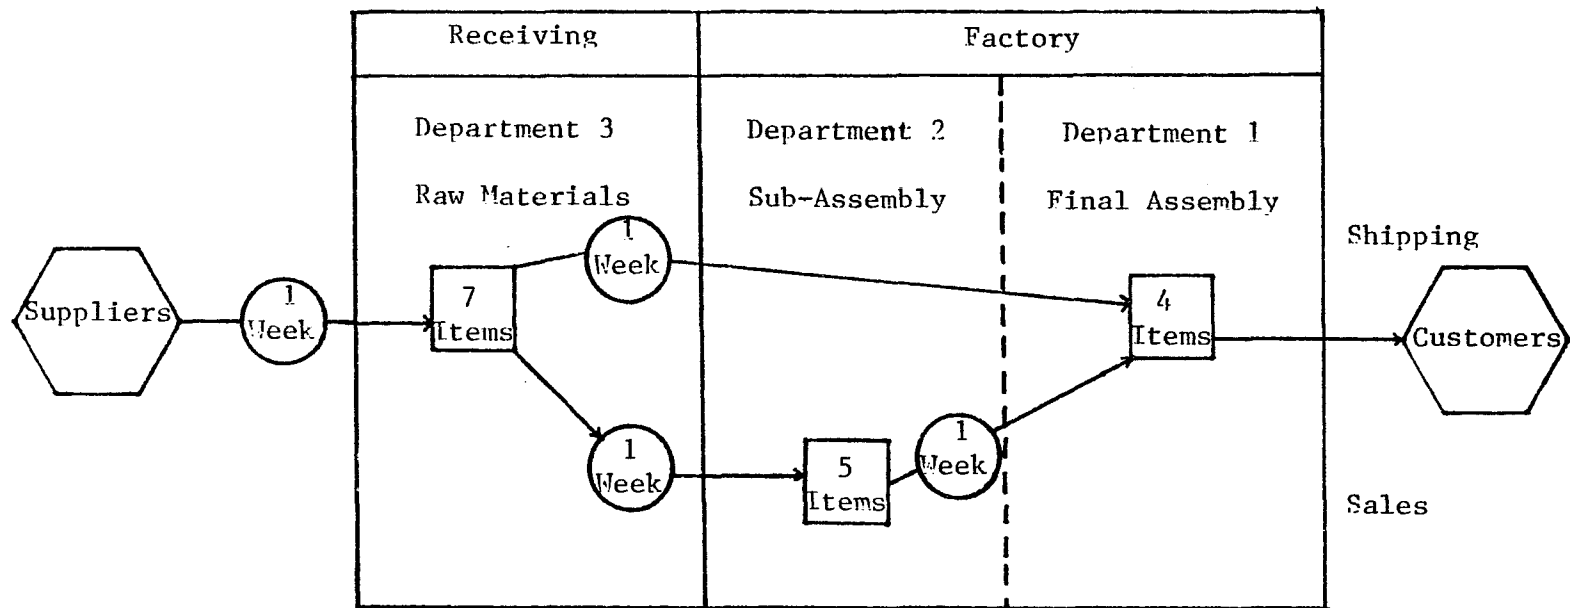 Receiving
Factory
Department 3
Department 2
Department 1
Raw Materials
Sub-Assembly
Final Assembly
Shipping
Suppliers
1
Week
7
Items
1
Week
4
Items
Customers
1
Week
5
Items
1
Week
Sales